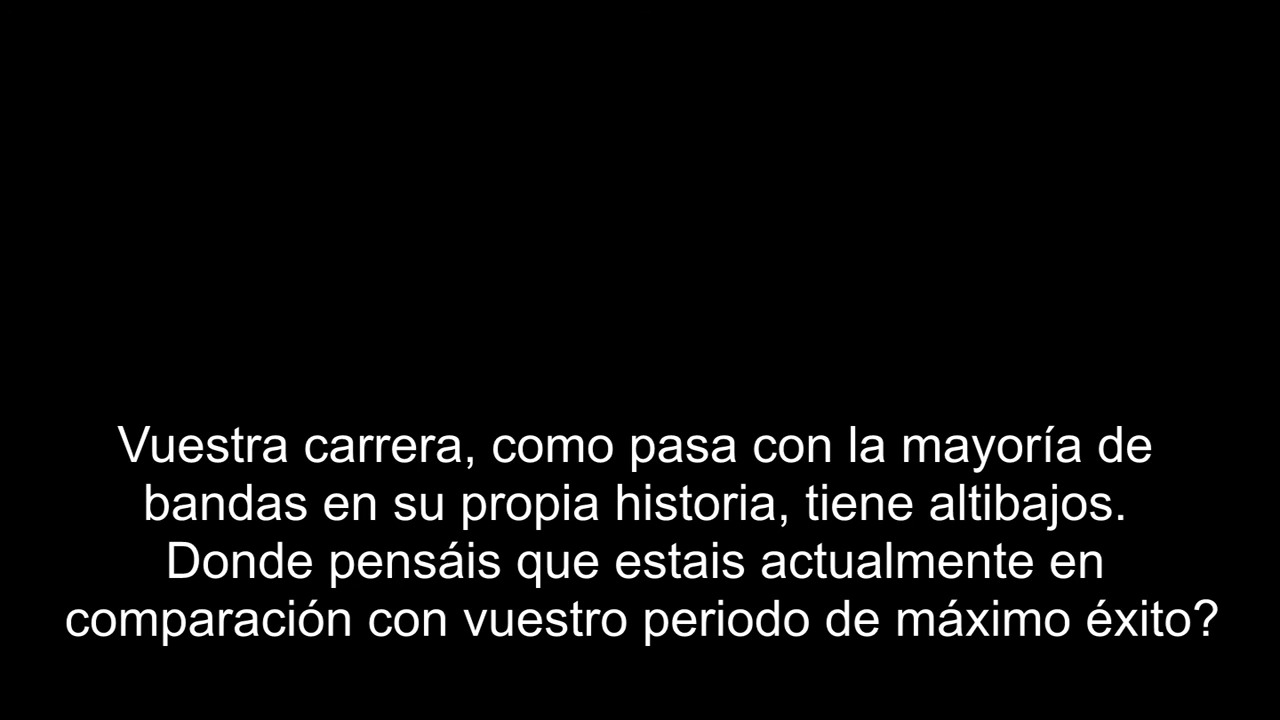 Vuestra carrera, como pasa con la mayoría de
bandas en su propia historia, tiene altibajos.
Donde pensáis que estais actualmente en
comparación con vuestro periodo de máximo éxito?